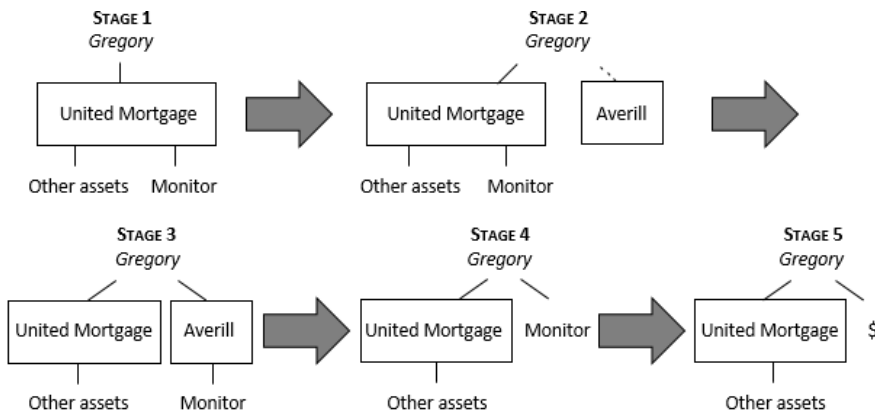 STAGE 1
Gregory
United Mortgage
Other assets Monitor
STAGE 2
Gregory
United Mortgage Averill
Other assets Monitor
STAGE 3
Gregory
United Mortgage Averill
Other assets Monitor
STAGE 4
Gregory
United Mortgage Monitor
Other assets
STAGE 5
Gregory
United Mortgage $
Other assets